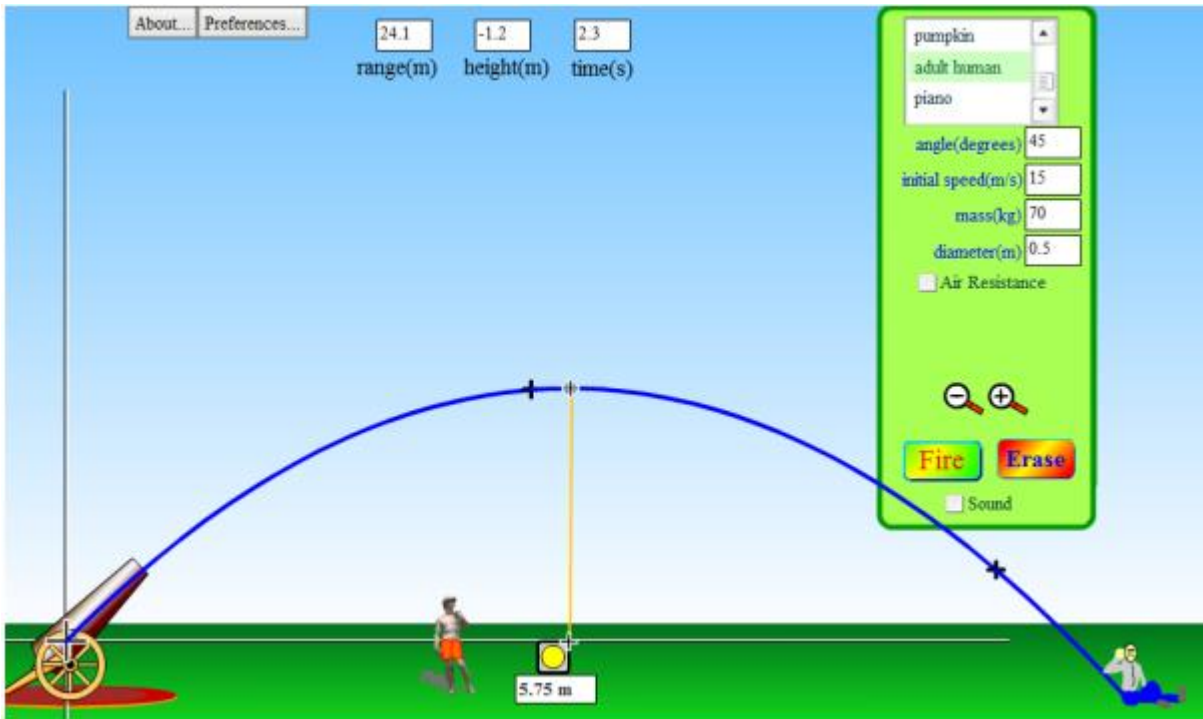 About... Preferences...
24.1 -1.2 2.3
range(m) height(m) time(s)
pumpkin
adult human
piano
angle(degrees) 45
initial speed(m/s) 15
mass(kg) 70
diameter(m) 0.5
Air Resistance
Fire Erase
Sound
5.75 m